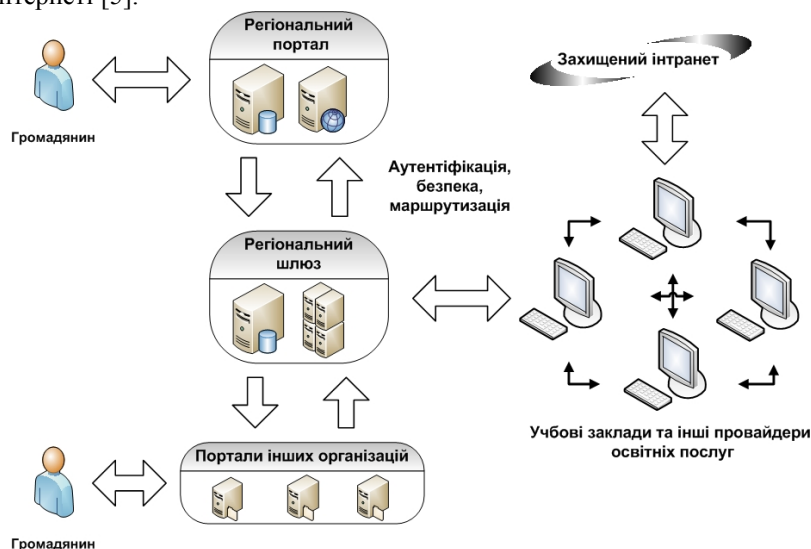 нтернеті [5].
Регіональний
портал
Громадянин
Захищений інтранет
Аутентифікація,
безпека,
маршрутизація
Регіональний
шлюз
Учбові заклади та інші провайдери
освітніх послуг
Портали інших організацій
Громадянин